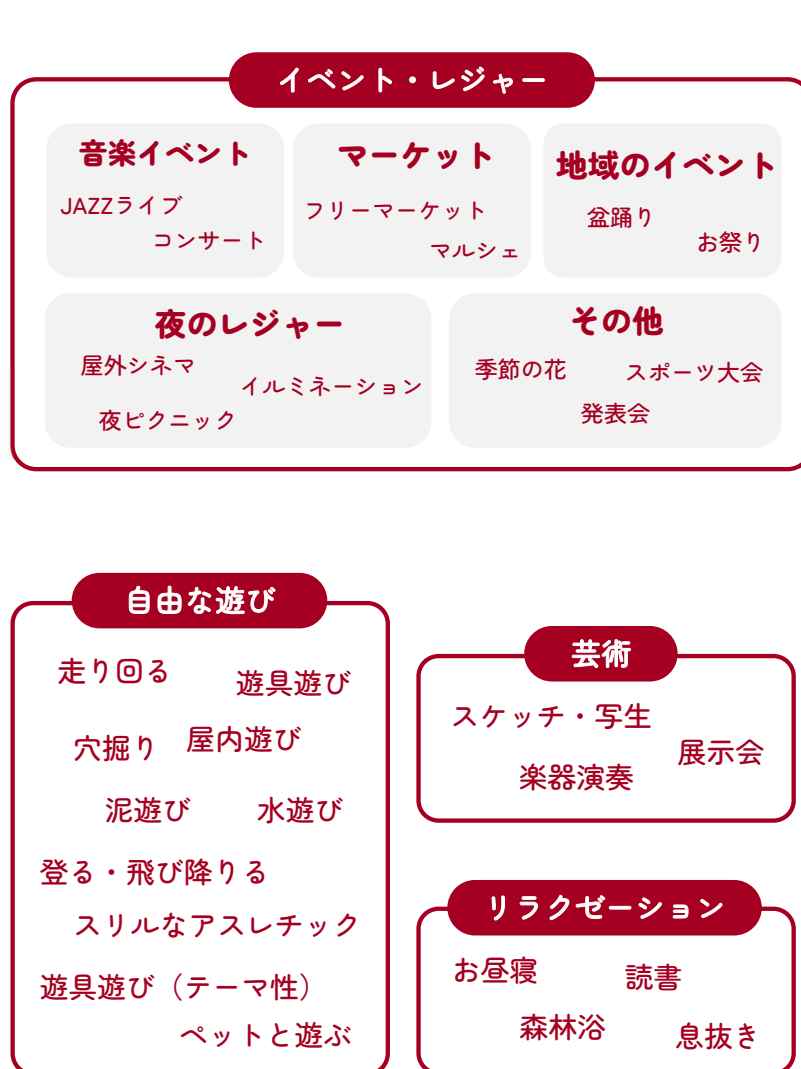 イベント・レジャー
音楽イベント
JAZZライブ
コンサート
マーケット
フリーマーケット
マルシェ
地域のイベント
盆踊り
お祭り
夜のレジャー
屋外シネマ
イルミネーション
夜ピクニック
その他
季節の花
スポーツ大会
発表会
自由な遊び
走り回る
遊具遊び
穴掘り
屋内遊び
泥遊び
水遊び
登る・飛び降りる
スリルなアスレチック
遊具遊び（テーマ性）
ペットと遊ぶ
芸術
スケッチ・写生
展示会
楽器演奏
リラクゼーション
お昼寝
読書
森林浴
息抜き